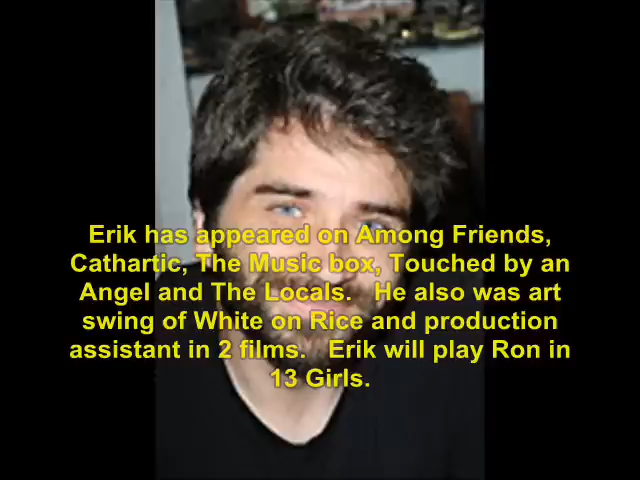 Erik has appeared on Among Friends,
Cathartic, The Music box, Touched by an
Angel and The Locals.   He also was art
swing of White on Rice and production
assistant in 2 films.   Erik will play Ron in
13 Girls.